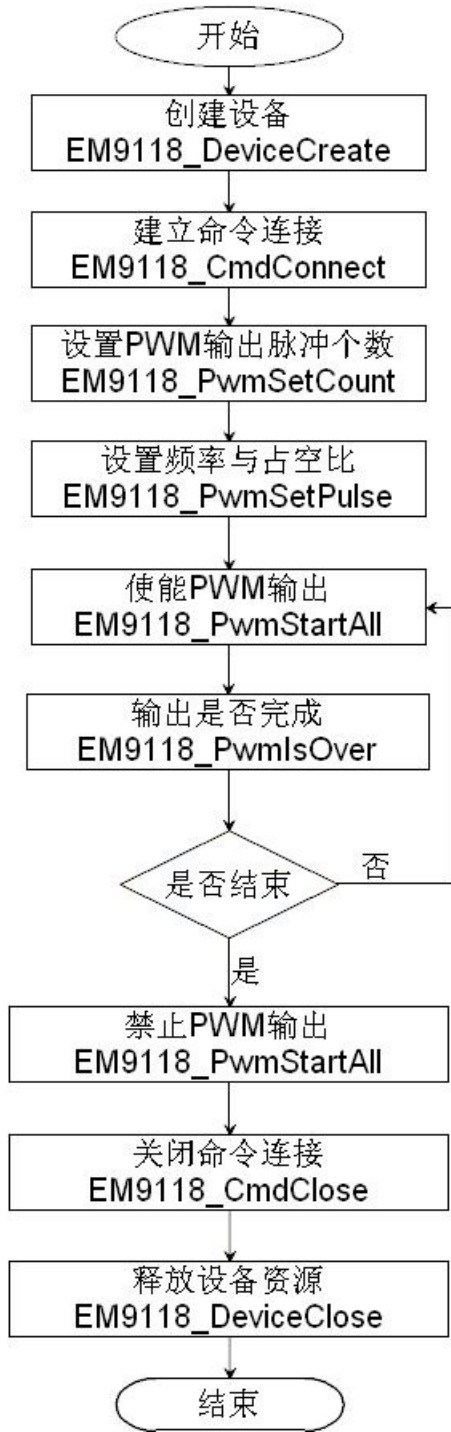 开始
创建设备
EM9118_DeviceCreate
建立命令连接
EM9118_CmdConnect
设置PWM输出脉冲个数
EM9118_PwmSetCount
设置频率与占空比
EM9118_PwmSetPulse
使能PWM输出
EM9118_PwmStartAll
输出是否完成
EM9118_PwmIsOver
是否结束
否
是
禁止PWM输出
EM9118_PwmStartAll
关闭命令连接
EM9118_CmdClose
释放设备资源
EM9118_DeviceClose
结束